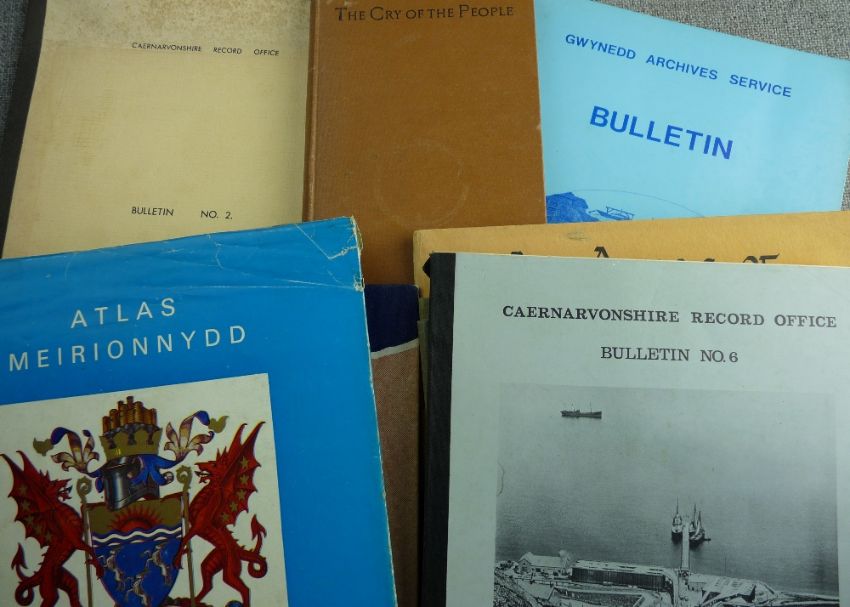 CAERNARVONSHIRE RECORD OFFICE
BULLETIN NO. 2.
THE CRY OF THE PEOPLE
GWYNEDD ARCHIVES SERVICE
BULLETIN
ATLAS
MEIRIONNYDD
CAERNARVONSHIRE RECORD OFFICE
BULLETIN NO. 6